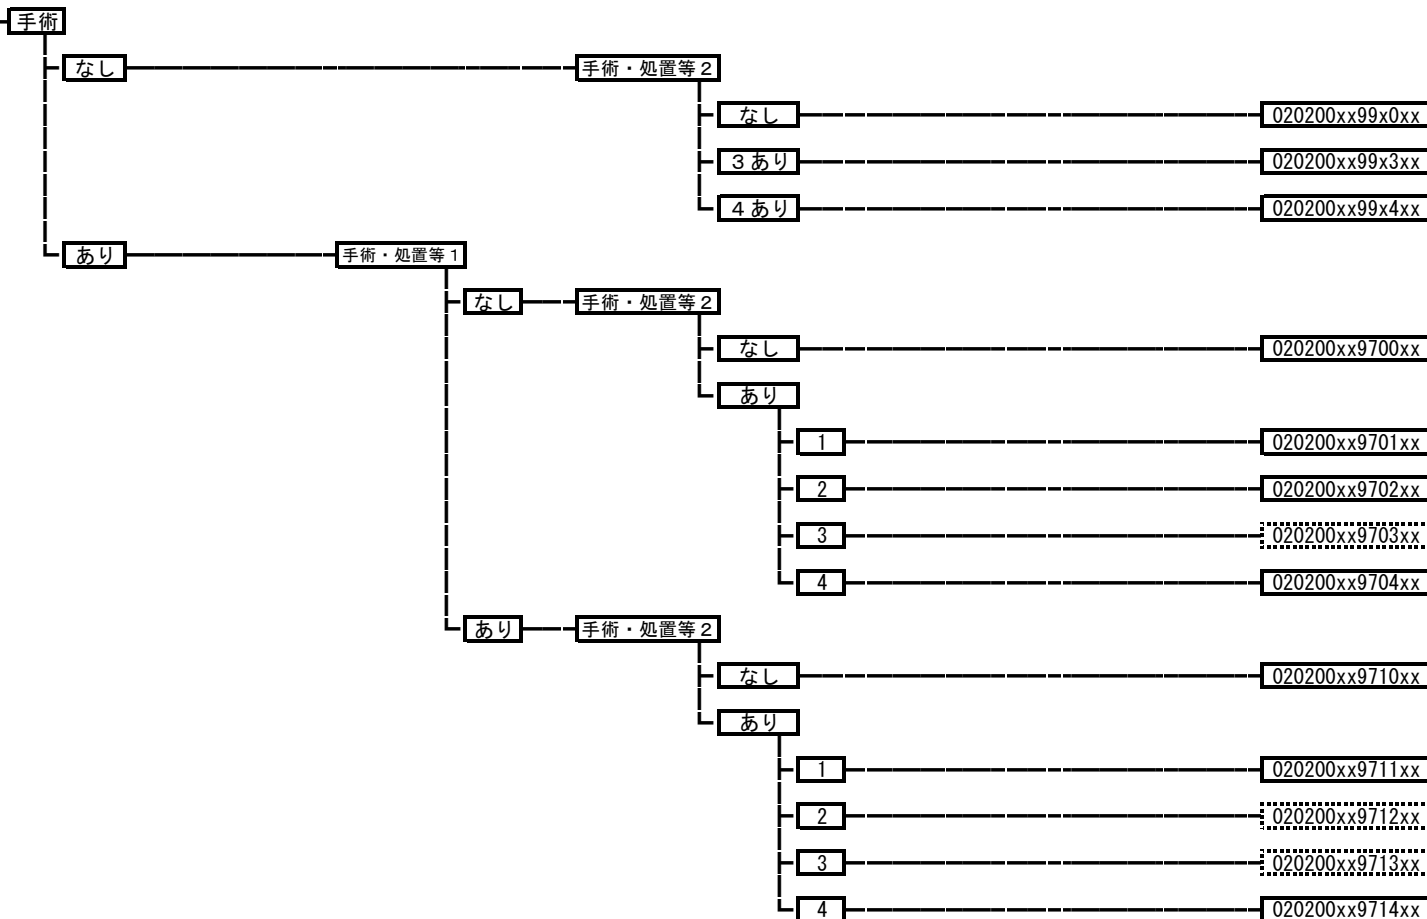 手術
なし 手術・処置等2
なし 020200xx99x0xx
3あり 020200xx99x3xx
4あり 020200xx99x4xx
あり 手術・処置等1
なし 手術・処置等2
なし 020200xx9700xx
あり
1 020200xx9701xx
2 020200xx9702xx
3 020200xx9703xx
4 020200xx9704xx
あり 手術・処置等2
なし 020200xx9710xx
あり
1 020200xx9711xx
2 020200xx9712xx
3 020200xx9713xx
4 020200xx9714xx